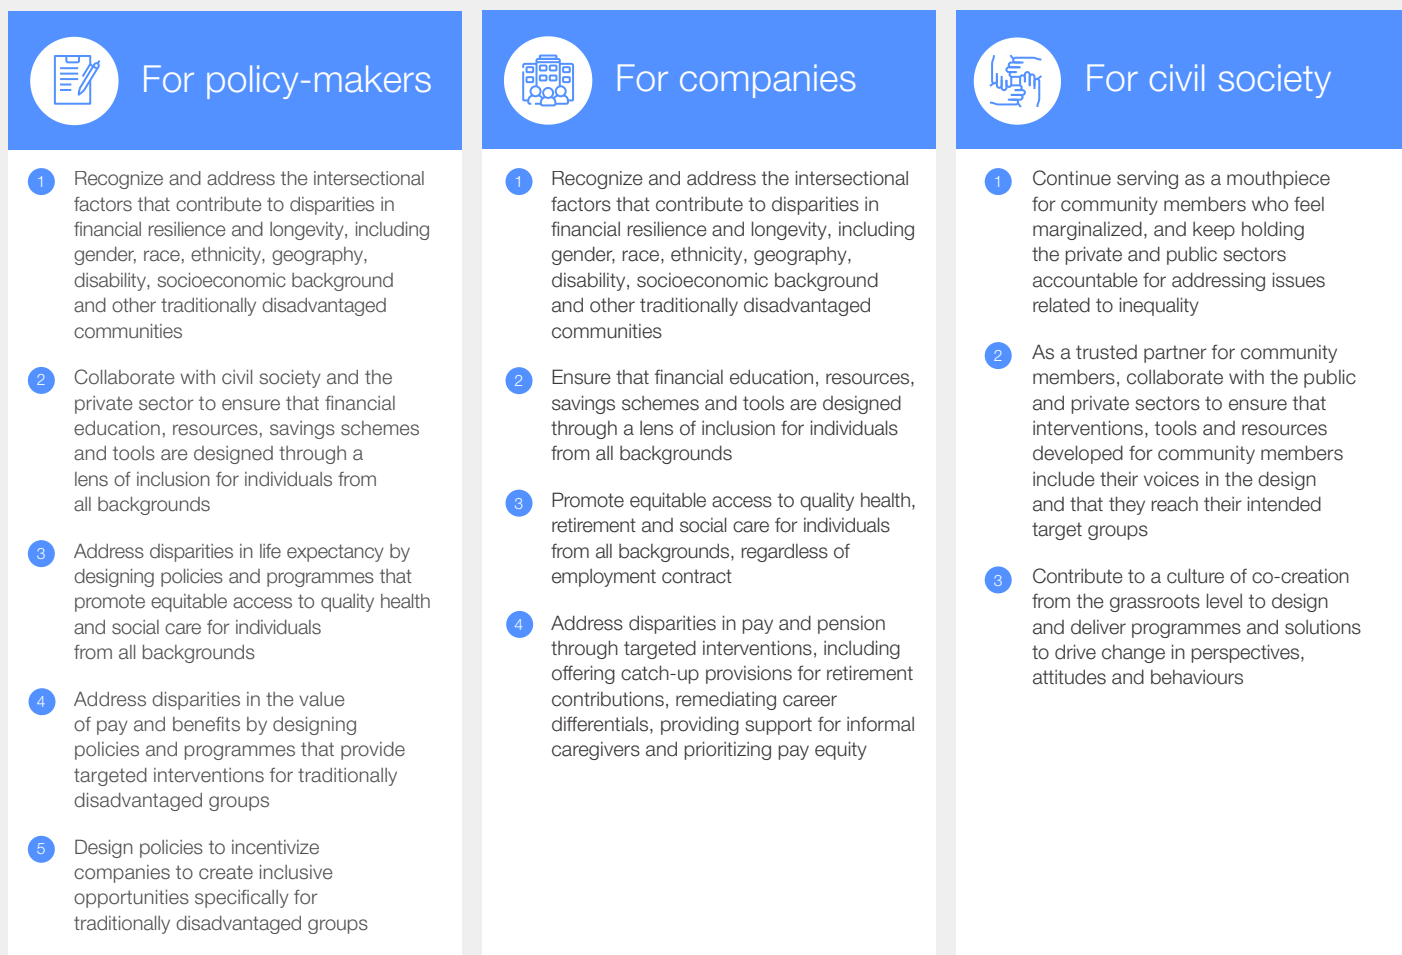 For policy-makers
1
Recognize and address the intersectional
factors that contribute to disparities in
financial resilience and longevity, including
gender, race, ethnicity, geography,
disability, socioeconomic background
and other traditionally disadvantaged
communities
2
Collaborate with civil society and the
private sector to ensure that financial
education, resources, savings schemes
and tools are designed through a
lens of inclusion for individuals from
all backgrounds
3
Address disparities in life expectancy by
designing policies and programmes that
promote equitable access to quality health
and social care for individuals
from all backgrounds
4
Address disparities in the value
of pay and benefits by designing
policies and programmes that provide
targeted interventions for traditionally
disadvantaged groups
5
Design policies to incentivize
companies to create inclusive
opportunities specifically for
traditionally disadvantaged groups
For companies
1
Recognize and address the intersectional
factors that contribute to disparities in
financial resilience and longevity, including
gender, race, ethnicity, geography,
disability, socioeconomic background
and other traditionally disadvantaged
communities
2
Ensure that financial education, resources,
savings schemes and tools are designed
through a lens of inclusion for individuals
from all backgrounds
3
Promote equitable access to quality health,
retirement and social care for individuals
from all backgrounds, regardless of
employment contract
4
Address disparities in pay and pension
through targeted interventions, including
offering catch-up provisions for retirement
contributions, remediating career
differentials, providing support for informal
caregivers and prioritizing pay equity
For civil society
1
Continue serving as a mouthpiece
for community members who feel
marginalized, and keep holding
the private and public sectors
accountable for addressing issues
related to inequality
2
As a trusted partner for community
members, collaborate with the public
and private sectors to ensure that
interventions, tools and resources
developed for community members
include their voices in the design
and that they reach their intended
target groups
3
Contribute to a culture of co-creation
from the grassroots level to design
and deliver programmes and solutions
to drive change in perspectives,
attitudes and behaviours